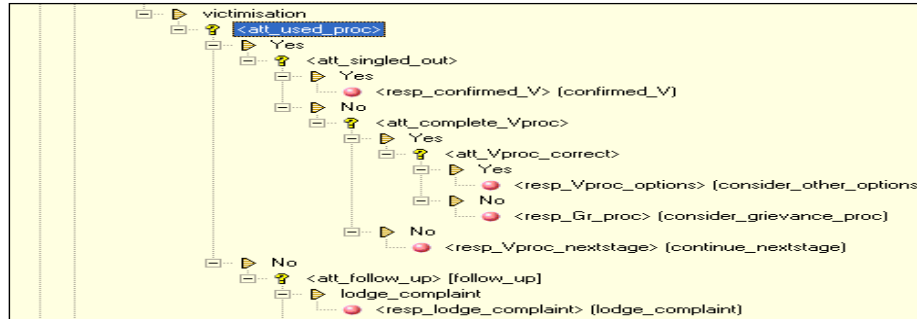 victimisation
<att_used_proc>
Yes
<att_singled_out>
Yes
<resp_confirmed_V> (confirmed_V)
No
<att_complete_Vproc>
Yes
<att_Vproc_correct>
Yes
<resp_Vproc_options> (consider_other_options
No
<resp_Gr_proc> (consider_grievance_proc)
No
<resp_Vproc_nextstage> (continue_nextstage)
No
<att_follow_up> [follow_up]
lodge_complaint
<resp_lodge_complaint> (lodge_complaint)